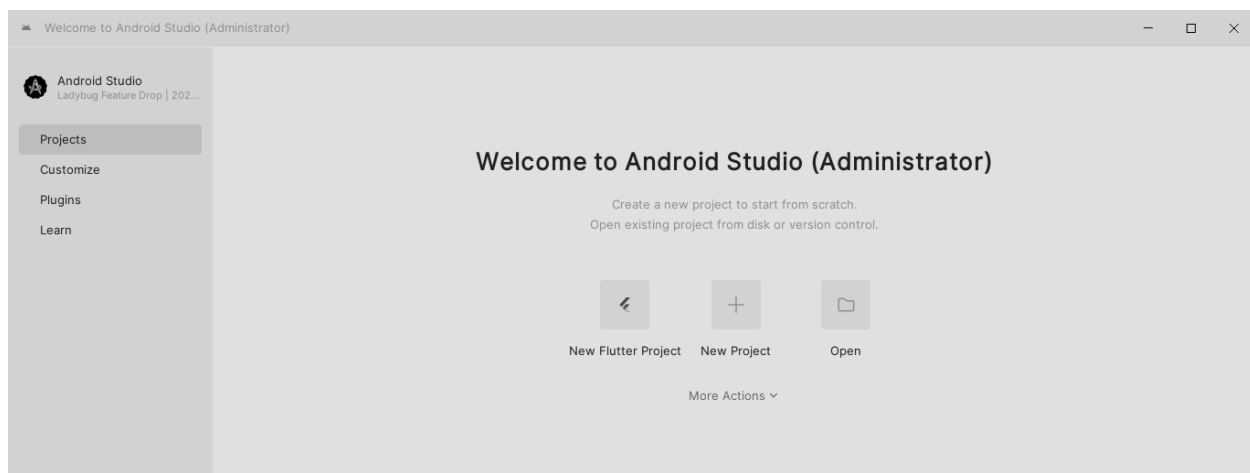 Welcome to Android Studio (Administrator)
Android Studio
Ladybug Feature Drop | 202...
Projects
Customize
Plugins
Learn
Welcome to Android Studio (Administrator)
Create a new project to start from scratch.
Open existing project from disk or version control.
New Flutter Project
New Project
Open
More Actions